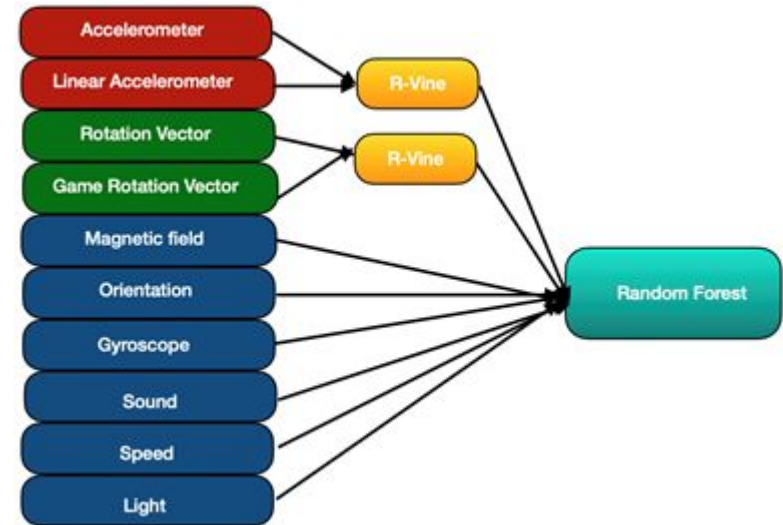 Accelerometer
Linear Accelerometer
R-Vine
Rotation Vector
R-Vine
Game Rotation Vector
Magnetic field
Orientation
Random Forest
Gyroscope
Sound
Speed
Light